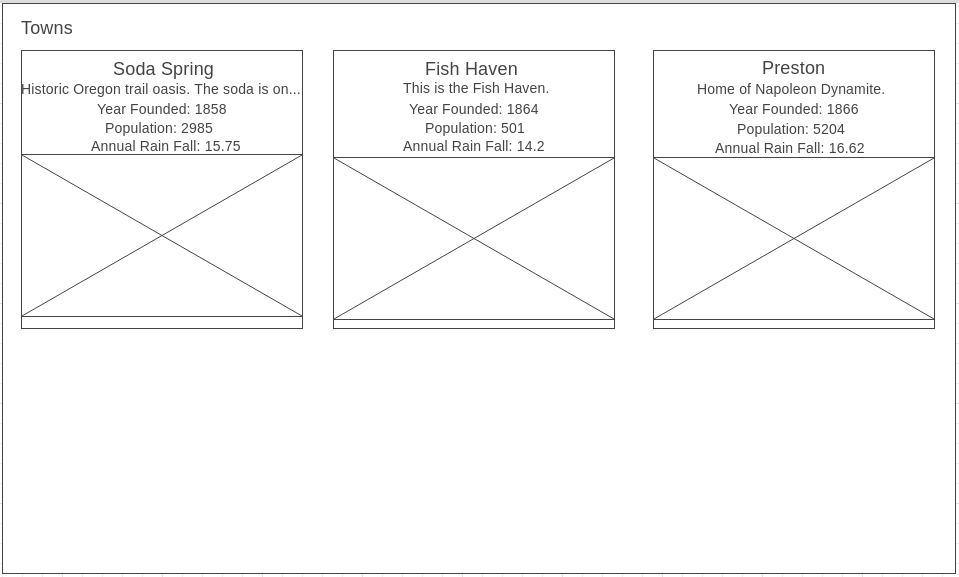 Towns
Soda Spring
Historic Oregon trail oasis. The soda is on...
Year Founded: 1858
Population: 2985
Annual Rain Fall: 15.75
Fish Haven
This is the Fish Haven.
Year Founded: 1864
Population: 501
Annual Rain Fall: 14.2
Preston
Home of Napoleon Dynamite.
Year Founded: 1866
Population: 5204
Annual Rain Fall: 16.62